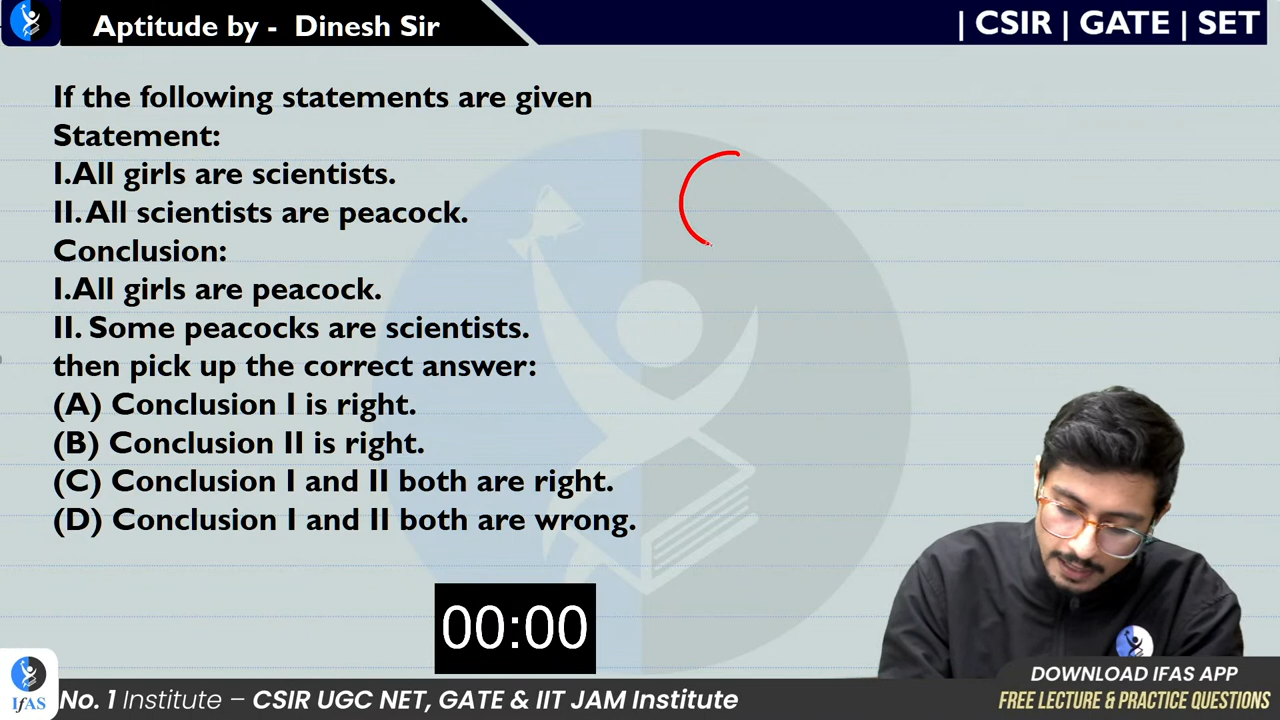 Aptitude by - Dinesh Sir
| CSIR | GATE | SET
If the following statements are given
Statement:
I.All girls are scientists.
II.All scientists are peacock.
Conclusion:
I.All girls are peacock.
II. Some peacocks are scientists.
then pick up the correct answer:
(A) Conclusion I is right.
(B) Conclusion II is right.
(C) Conclusion I and II both are right.
(D) Conclusion I and II both are wrong.
00:00
DOWNLOAD IFAS APP
FREE LECTURE & PRACTICE QUESTIONS
IfAS
No. 1 Institute – CSIR UGC NET, GATE & IIT JAM Institute